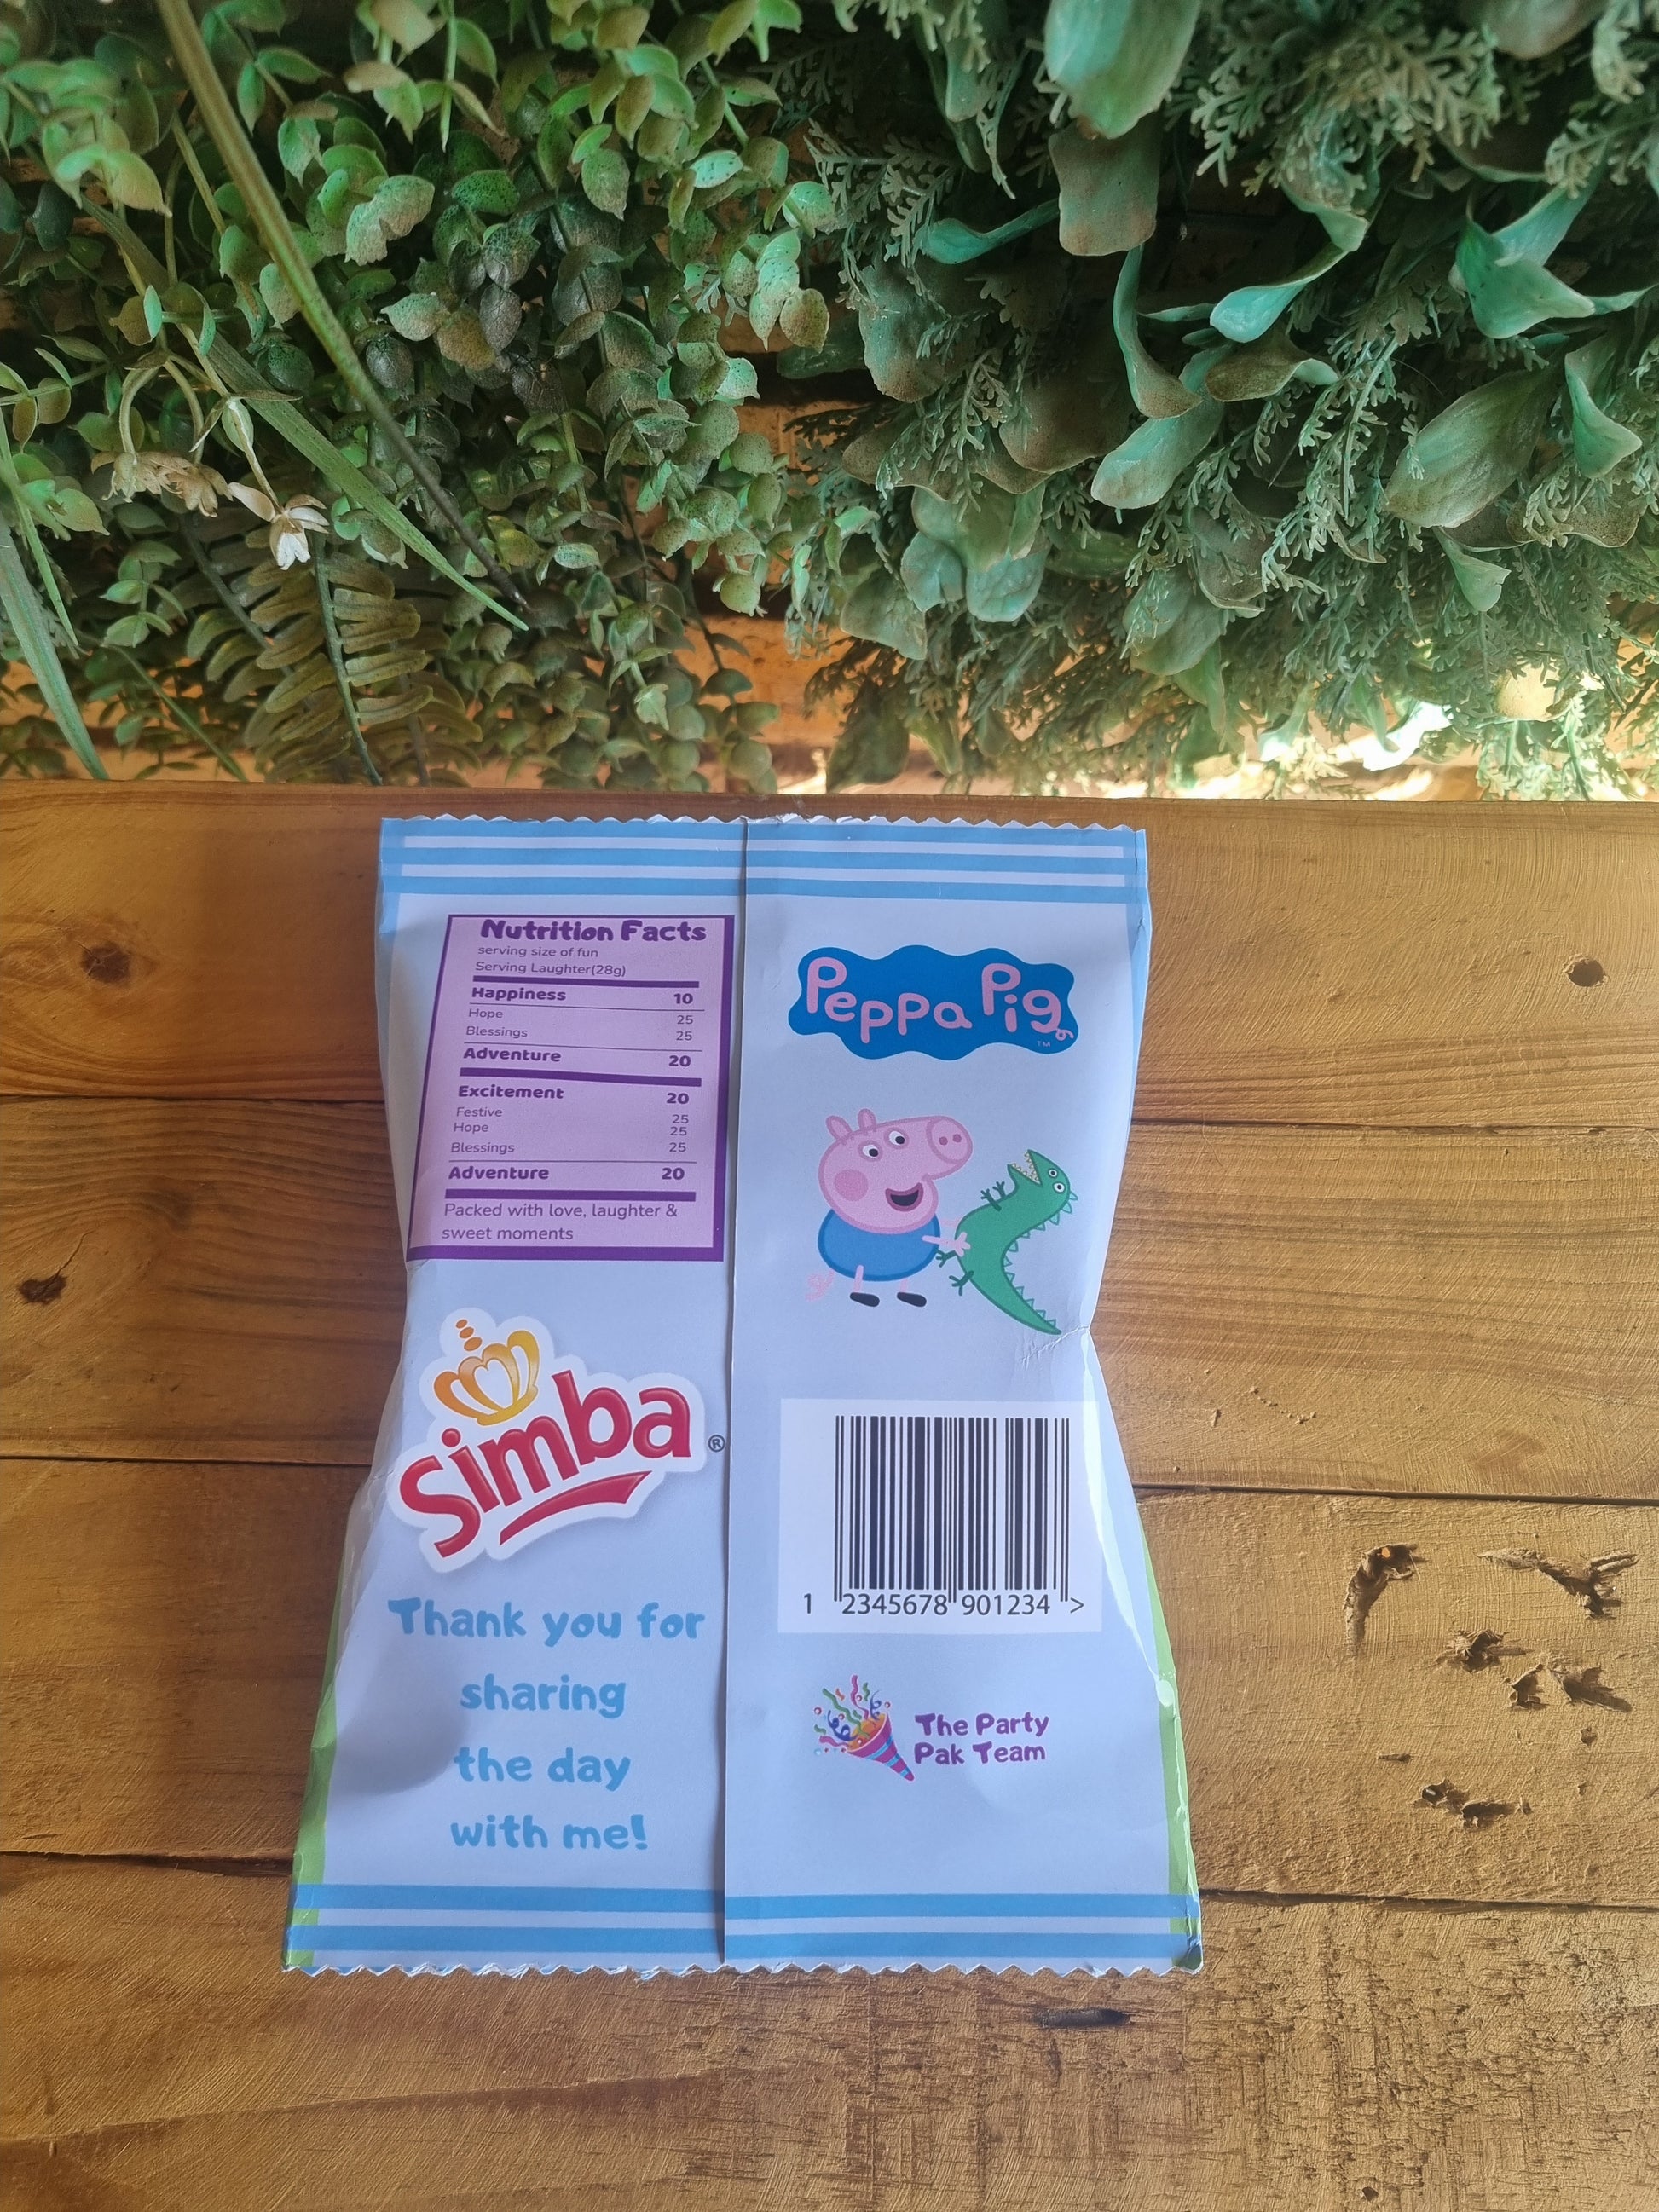 Nutrition Facts
serving size of fun
Serving Laughter(28g)
Happiness 10
Hope 25
Blessings 25
Adventure 20
Excitement 20
Festive 25
Hope 25
Blessings 25
Adventure 20
Packed with love, laughter &
sweet moments
Simba®
Thank you for
sharing
the day
with me!
Peppa Pig
TM
1 2345678 901234 >
The Party
Pak Team